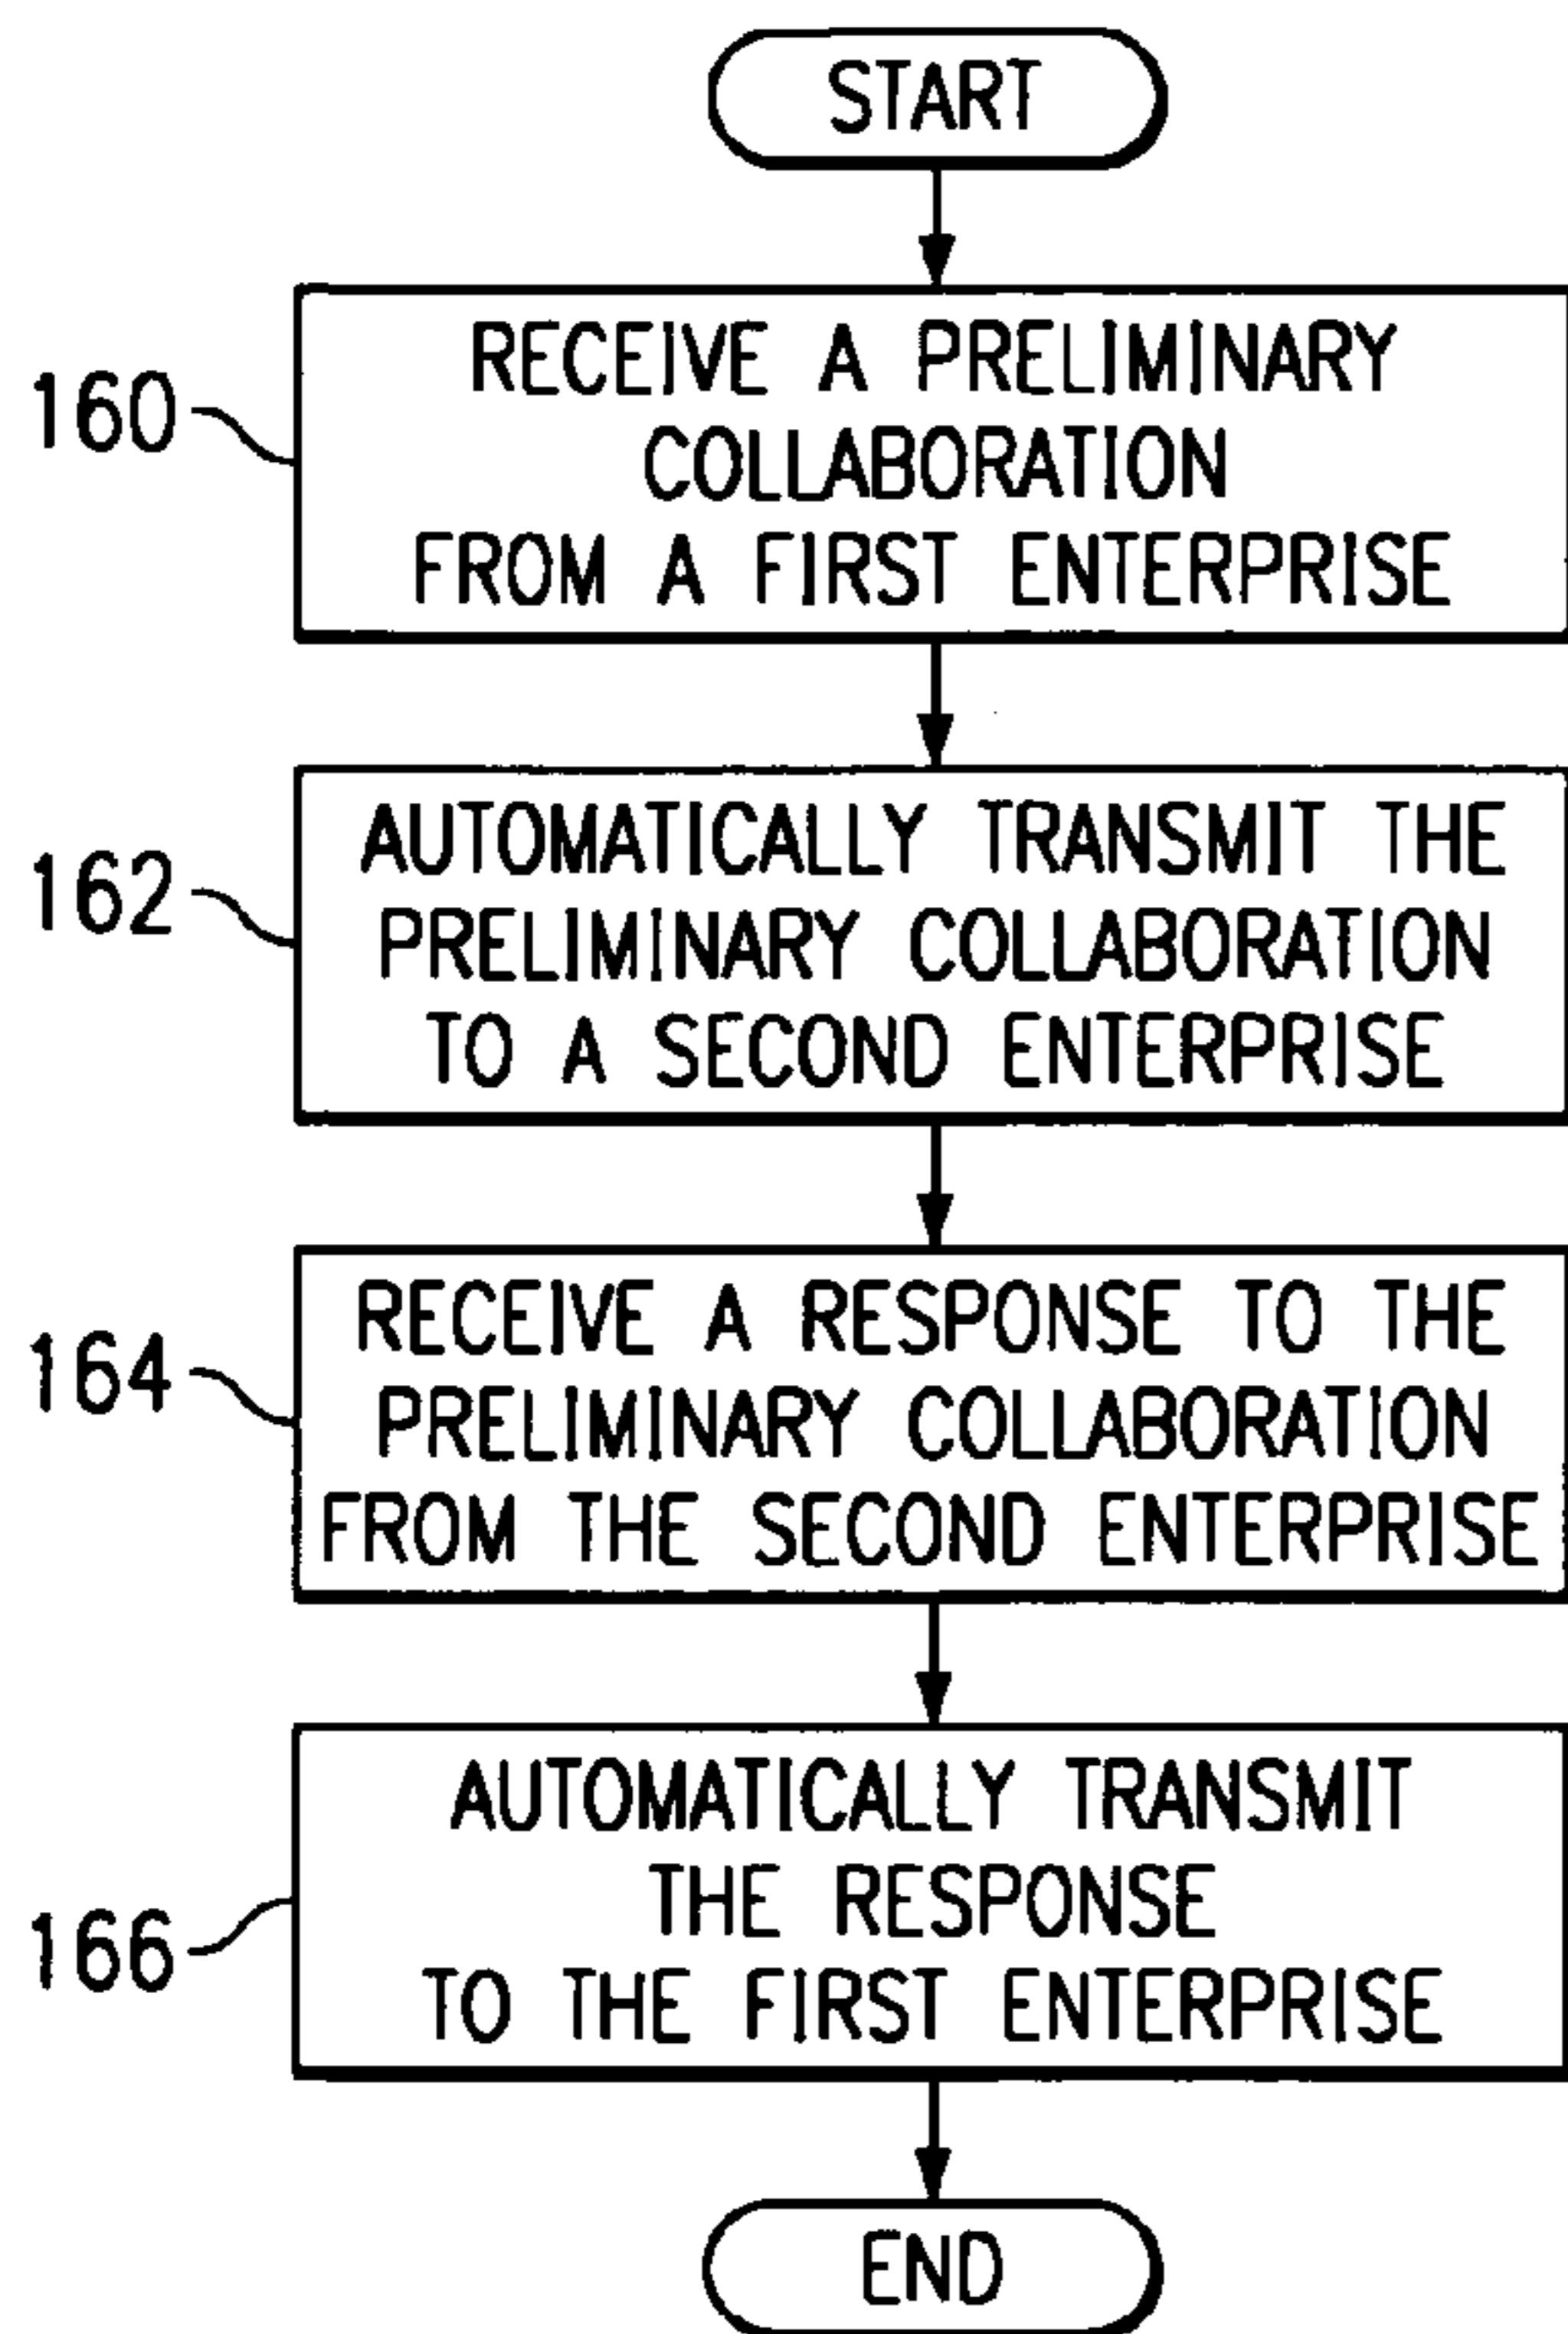 START
160
RECEIVE A PRELIMINARY
COLLABORATION
FROM A FIRST ENTERPRISE
162
AUTOMATICALLY TRANSMIT THE
PRELIMINARY COLLABORATION
TO A SECOND ENTERPRISE
164
RECEIVE A RESPONSE TO THE
PRELIMINARY COLLABORATION
FROM THE SECOND ENTERPRISE
166
AUTOMATICALLY TRANSMIT
THE RESPONSE
TO THE FIRST ENTERPRISE
END